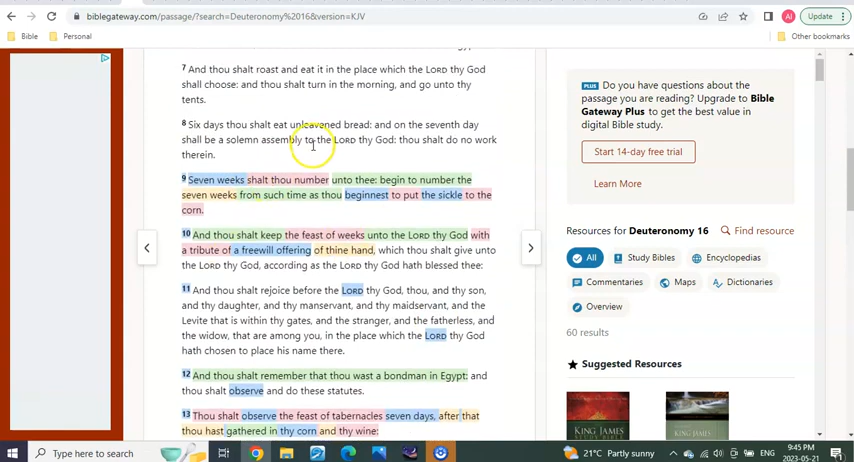 biblegateway.com/passage/?search=Deuteronomy%2016&version=KJV
AI
Update
Bible
Personal
Other bookmarks
7 And thou shalt roast and eat it in the place which the LORD thy God
shall choose: and thou shalt turn in the morning, and go unto thy
tents.
8 Six days thou shalt eat unleavened bread: and on the seventh day
shall be a solemn assembly to the LORD thy God: thou shalt do no work
therein.
9 Seven weeks shalt thou number unto thee: begin to number the
seven weeks from such time as thou beginnest to put the sickle to the
corn.
10 And thou shalt keep the feast of weeks unto the LORD thy God with
a tribute of a freewill offering of thine hand, which thou shalt give unto
the LORD thy God, according as the LORD thy God hath blessed thee:
11 And thou shalt rejoice before the LORD thy God, thou, and thy son,
and thy daughter, and thy manservant, and thy maidservant, and the
Levite that is within thy gates, and the stranger, and the fatherless, and
the widow, that are among you, in the place which the LORD thy God
hath chosen to place his name there.
12 And thou shalt remember that thou wast a bondman in Egypt: and
thou shalt observe and do these statutes.
13 Thou shalt observe the feast of tabernacles seven days, after that
thou hast gathered in thy corn and thy wine:
PLUS Do you have questions about the
passage you are reading? Upgrade to Bible
Gateway Plus to get the best value in
digital Bible study.
Start 14-day free trial
Learn More
Resources for Deuteronomy 16
Find resource
All
Study Bibles
Encyclopedias
Commentaries
Maps
Dictionaries
Overview
60 results
Suggested Resources
KING JAMES
KING JAMES
Type here to search
21°C Partly sunny
ENG
9:45 PM
2023-05-21